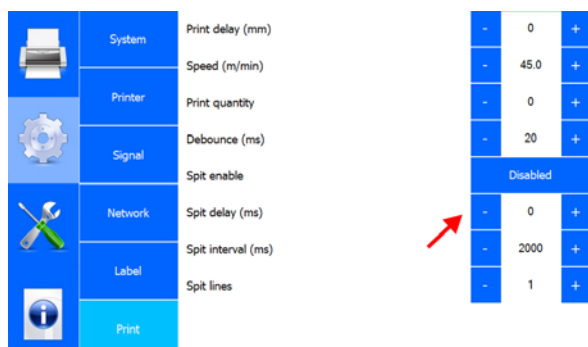 System
Printer
Signal
Network
Label
Print
Print delay (mm) - 0 +
Speed (m/min) - 45.0 +
Print quantity - 0 +
Debounce (ms) - 20 +
Spit enable Disabled
Spit delay (ms) - 0 +
Spit interval (ms) - 2000 +
Spit lines - 1 +